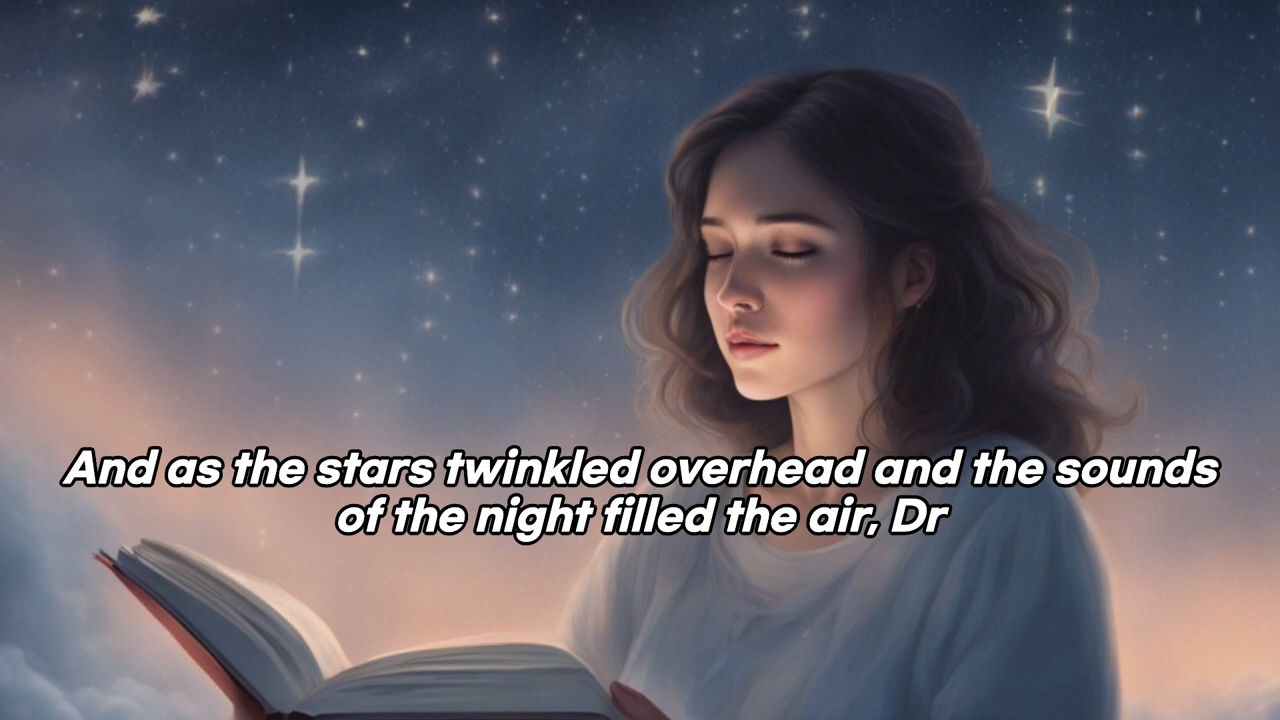 And as the stars twinkled overhead and the sounds
of the night filled the air, Dr